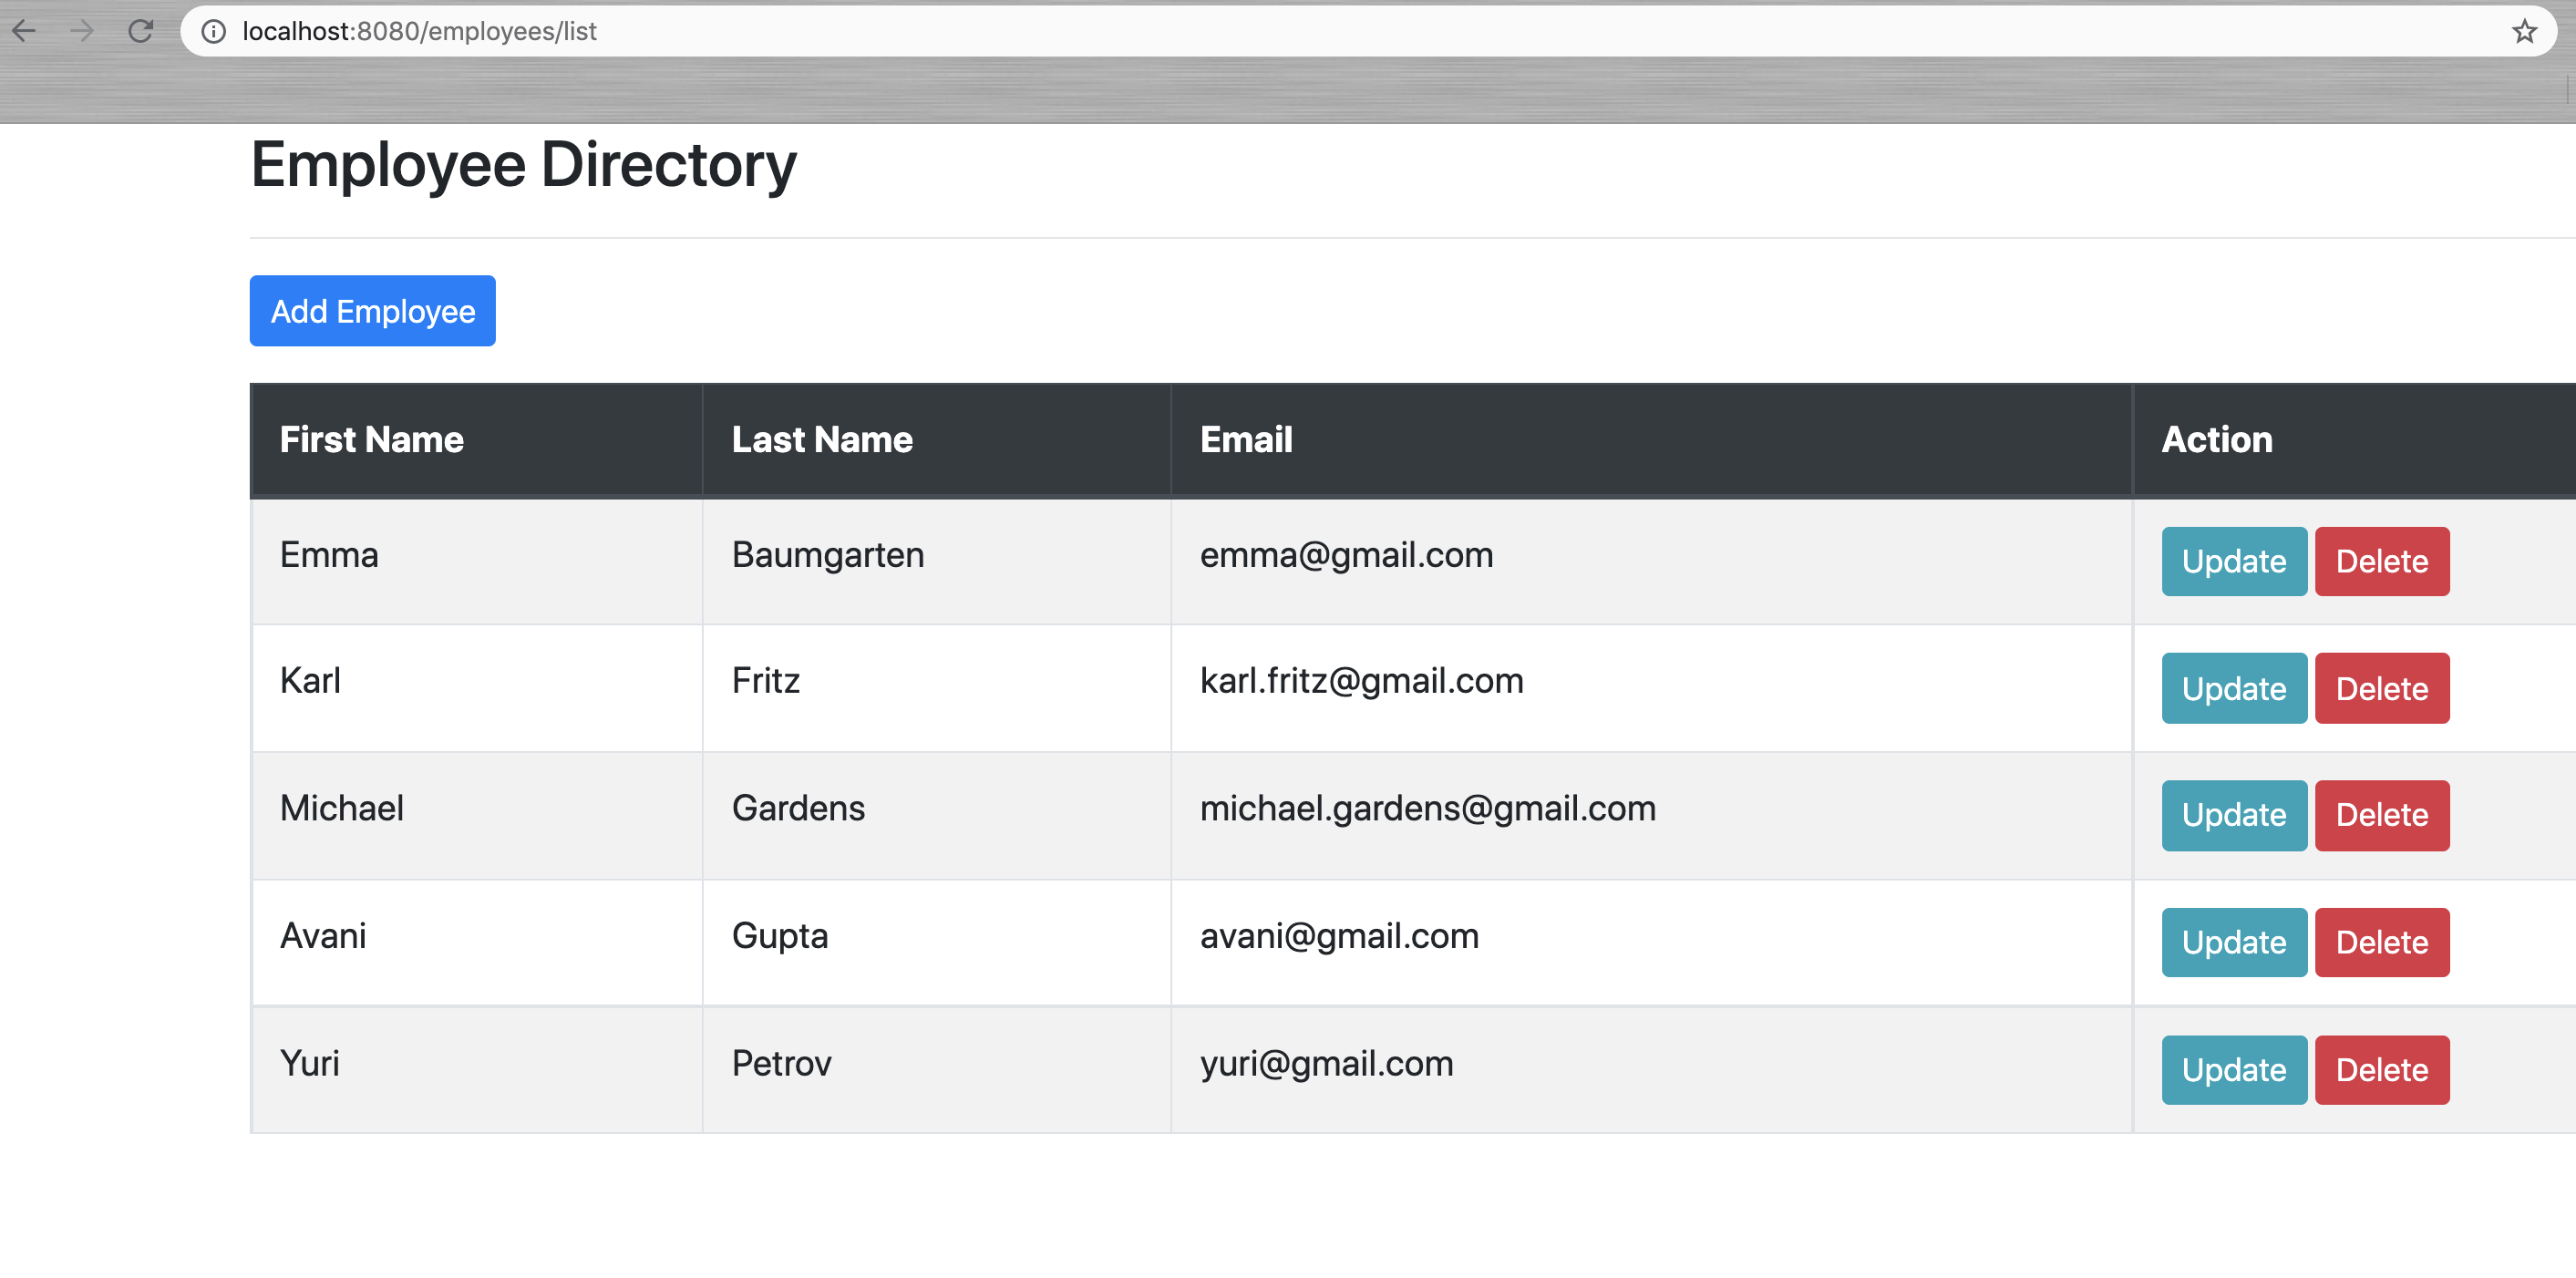 localhost:8080/employees/list
Employee Directory
Add Employee
First Name Last Name Email Action
Emma Baumgarten emma@gmail.com Update Delete
Karl Fritz karl.fritz@gmail.com Update Delete
Michael Gardens michael.gardens@gmail.com Update Delete
Avani Gupta avani@gmail.com Update Delete
Yuri Petrov yuri@gmail.com Update Delete